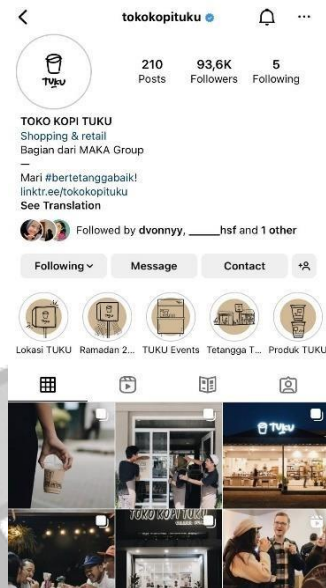 tokokopituku
TUKU
210
93,6K
5
Posts
Followers
Following
TOKO KOPI TUKU
Shopping & retail
Bagian dari MAKA Group
—
Mari #bertetanggabaik!
linktr.ee/tokokopituku
See Translation
Followed by dvonnyy, _____hsf and 1 other
Following
Message
Contact
Lokasi TUKU
Ramadan 2...
TUKU Events
Tetangga T...
Produk TUKU
TUKU
TOKO KOPI TUKU